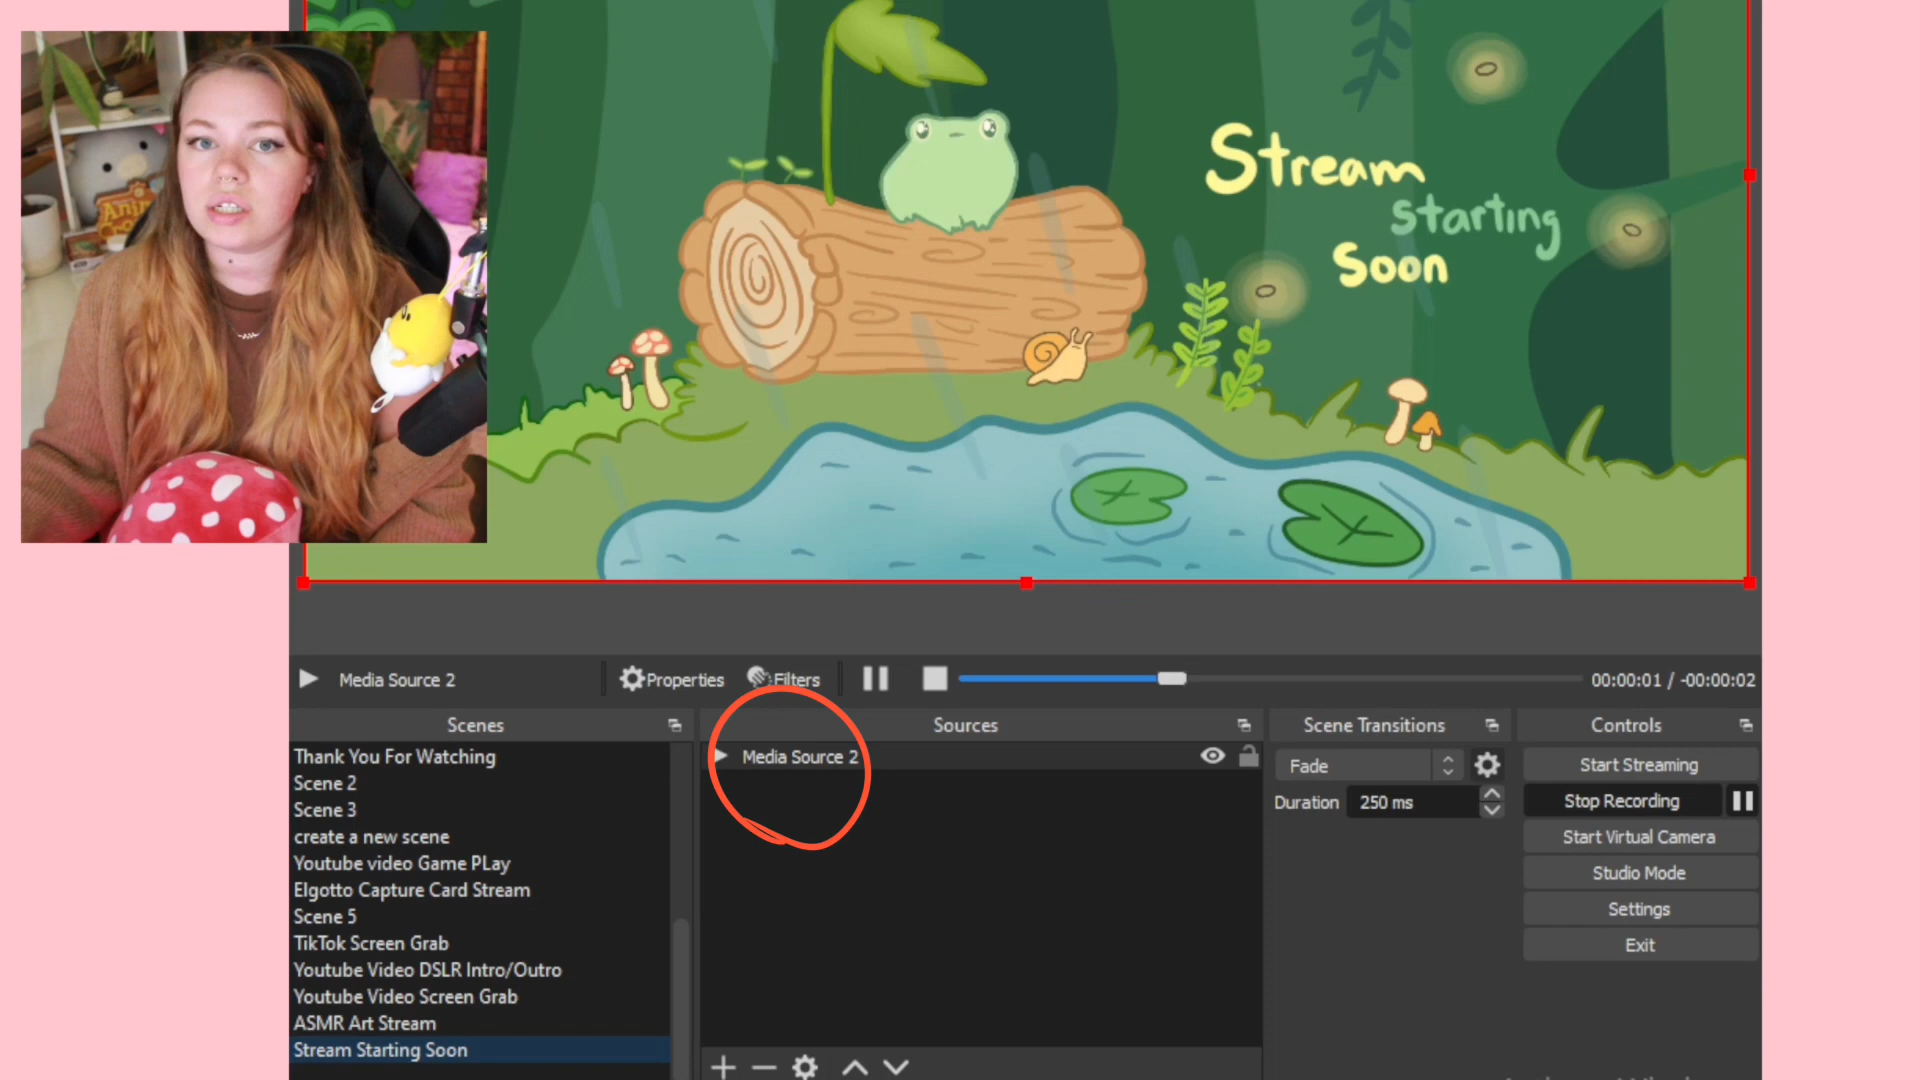 Stream
starting
Soon
Media Source 2
Properties
Filters
00:00:01 / -00:00:02
Scenes
Sources
Scene Transitions
Controls
Thank You For Watching
Scene 2
Scene 3
create a new scene
Youtube video Game PLay
Elgotto Capture Card Stream
Scene 5
TikTok Screen Grab
Youtube Video DSLR Intro/Outro
Youtube Video Screen Grab
ASMR Art Stream
Stream Starting Soon
Media Source 2
Fade
Duration 250 ms
Start Streaming
Stop Recording
Start Virtual Camera
Studio Mode
Settings
Exit